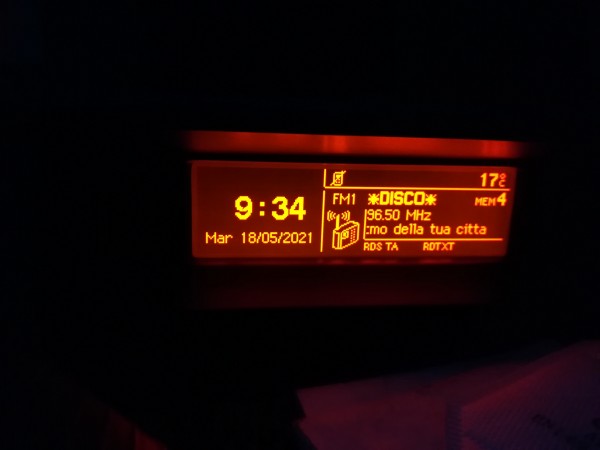 17°C
9:34
FM1 *DISCO* MEM4
96.50 MHz
:mo della tua citta
Mar 18/05/2021
RDS TA RDTXT